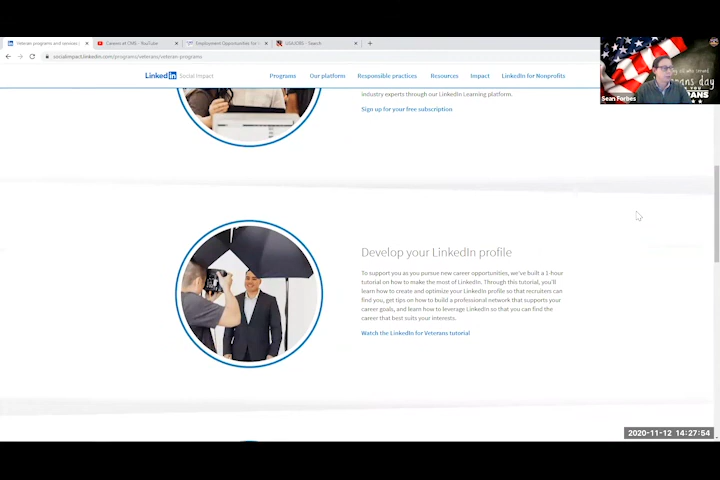 Veteran programs and services |
Careers at CMS - YouTube
Employment Opportunities for
USAJOBS - Search
socialimpact.linkedin.com/programs/veterans/veteran-programs
Linked in Social Impact
Programs
Our platform
Responsible practices
Resources
Impact
LinkedIn for Nonprofits
industry experts through our LinkedIn Learning platform.
Sign up for your free subscription
Sean Forbes
Develop your LinkedIn profile
To support you as you pursue new career opportunities, we've built a 1-hour
tutorial on how to make the most of LinkedIn. Through this tutorial, you'll
learn how to create and optimize your LinkedIn profile so that recruiters can
find you, get tips on how to build a professional network that supports your
career goals, and learn how to leverage LinkedIn so that you can find the
career that best suits your interests.
Watch the LinkedIn for Veterans tutorial
2020-11-12 14:27:54